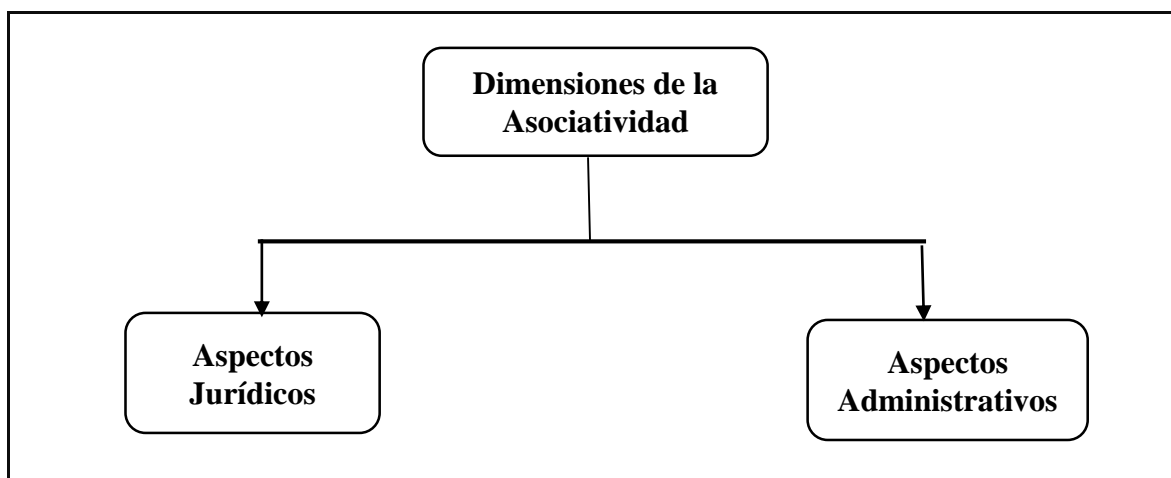 Dimensiones de la
Asociatividad
Aspectos
Jurídicos
Aspectos
Administrativos